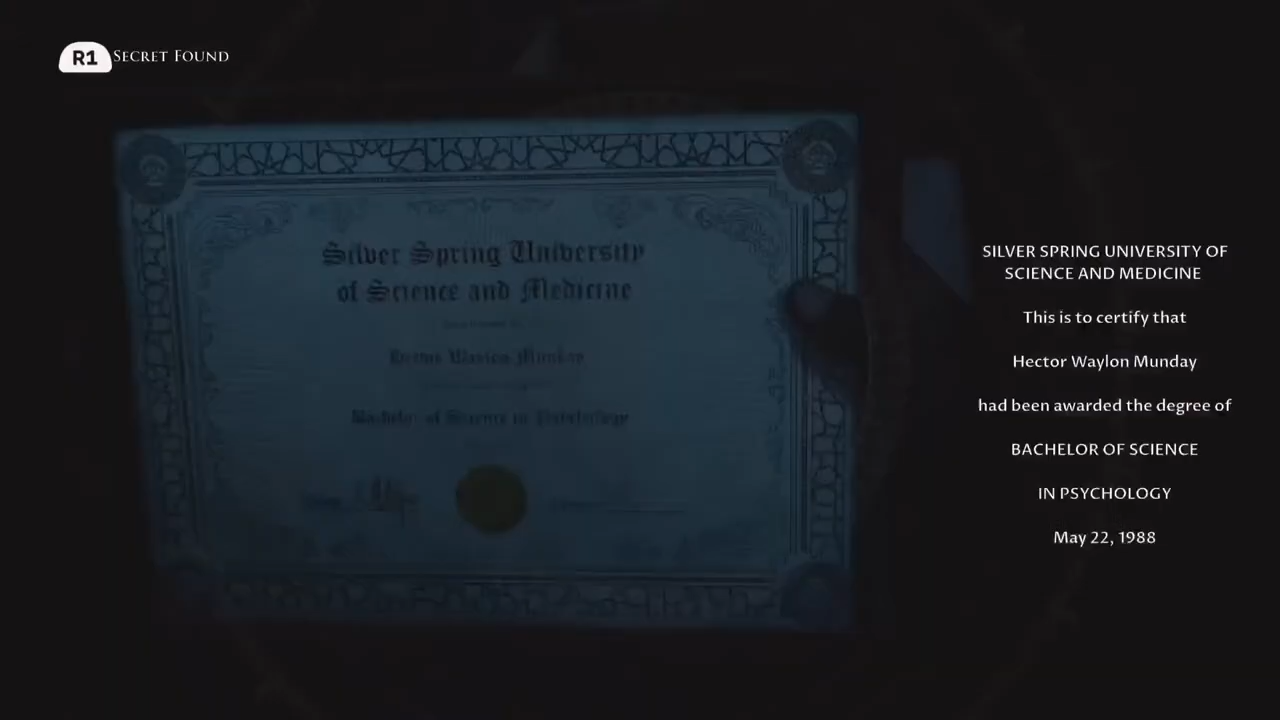 R1 SECRET FOUND
Silver Spring University
of Science and Medicine
Munday
Bachelor of Science in Psychology
SILVER SPRING UNIVERSITY OF
SCIENCE AND MEDICINE
This is to certify that
Hector Waylon Munday
had been awarded the degree of
BACHELOR OF SCIENCE
IN PSYCHOLOGY
May 22, 1988